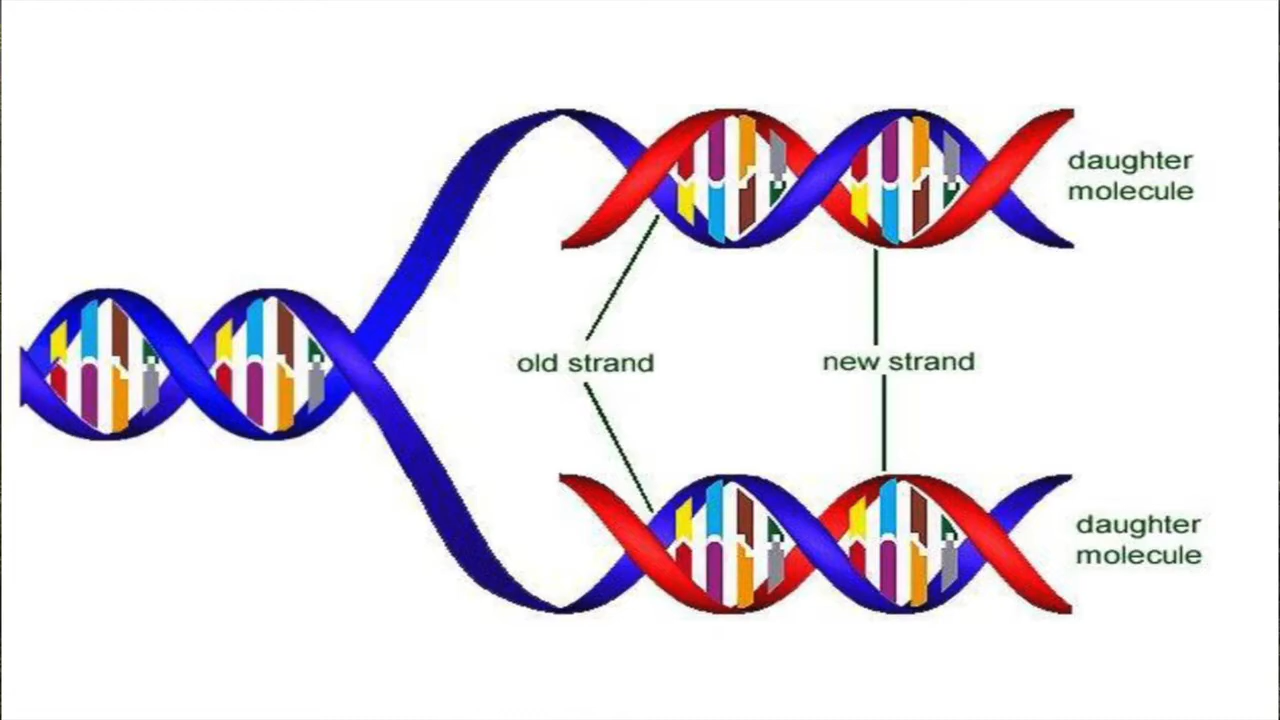 daughter
molecule
old strand
new strand
daughter
molecule